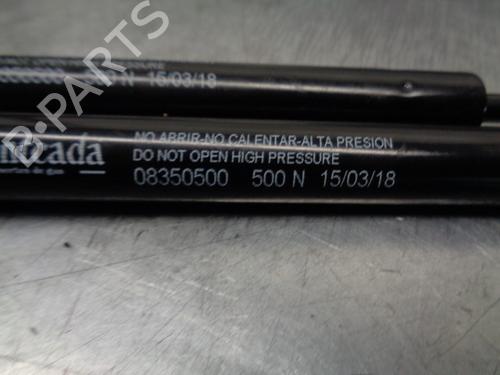 N 15/03/18
NO ABRIR-NO CALENTAR-ALTA PRESION
DO NOT OPEN HIGH PRESSURE
08350500 500 N 15/03/18
B-PARTS